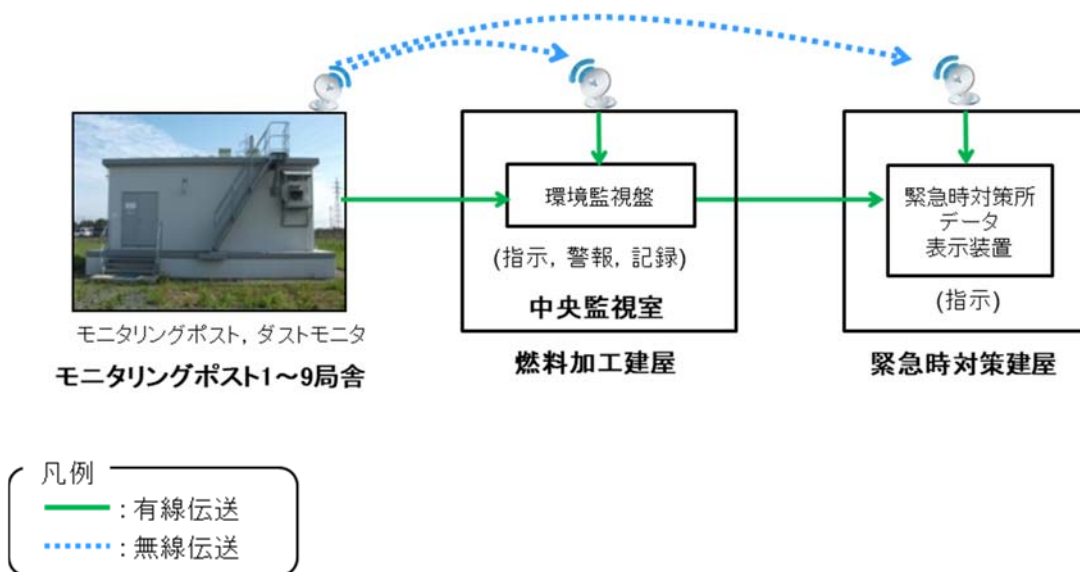 環境監視盤
(指示, 警報, 記録)
中央監視室
燃料加工建屋
緊急時対策所
データ
表示装置
(指示)
緊急時対策建屋
モニタリングポスト, ダストモニタ
モニタリングポスト1～9局舎
凡例
: 有線伝送
: 無線伝送